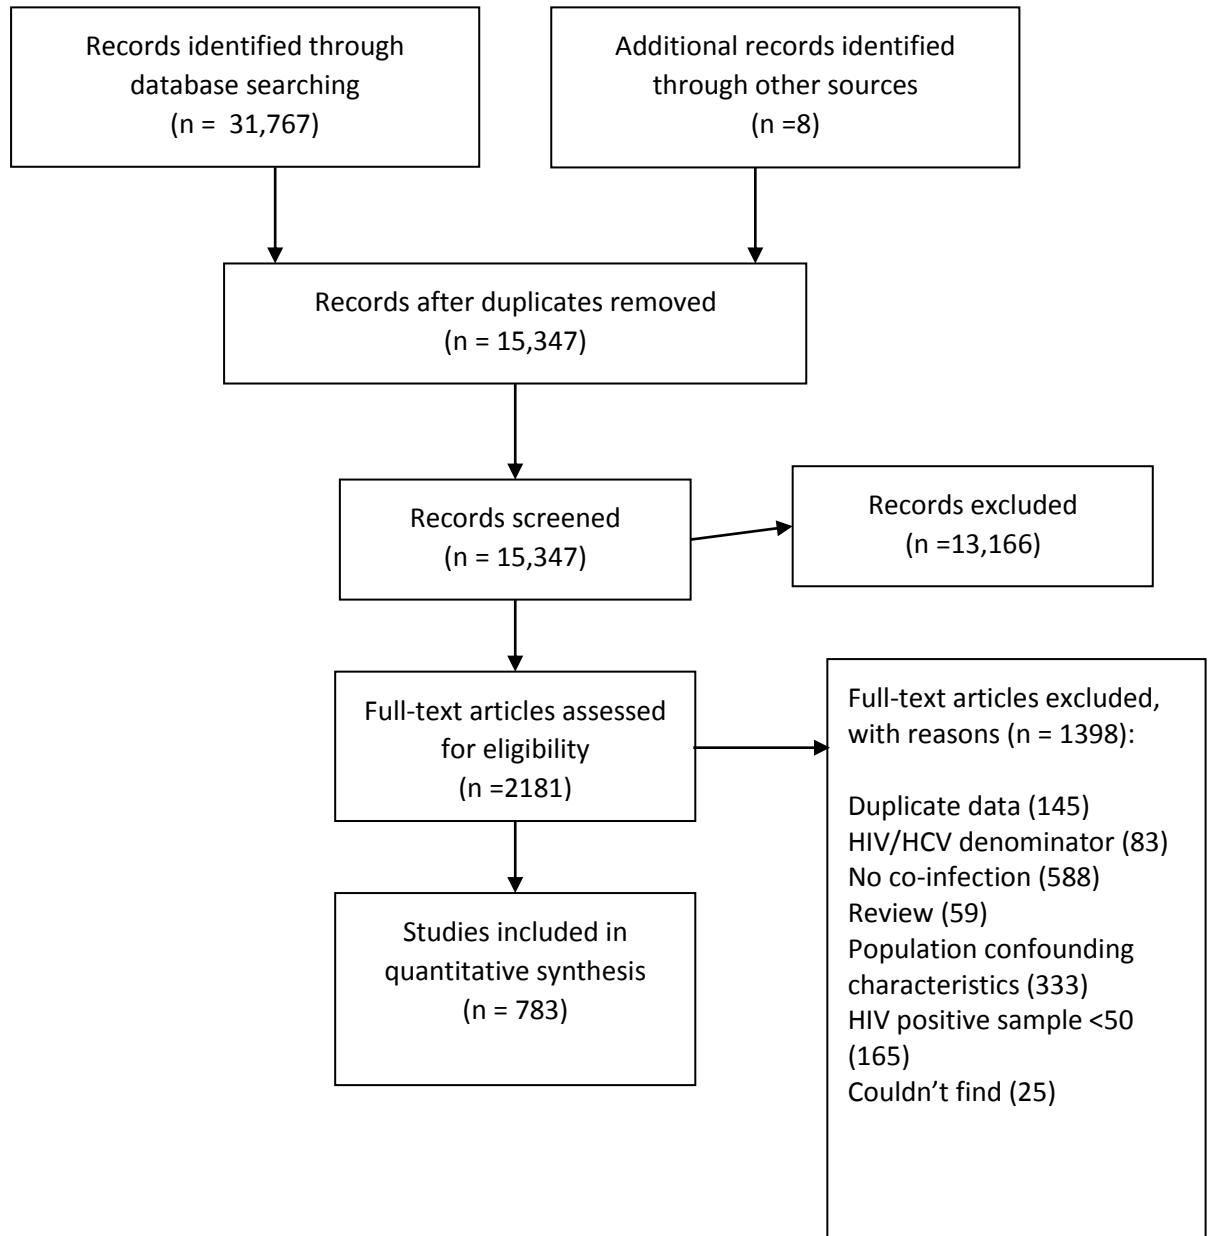 Records identified through
database searching
(n = 31,767)
Additional records identified
through other sources
(n =8)
Records after duplicates removed
(n = 15,347)
Records screened
(n = 15,347)
Records excluded
(n =13,166)
Full-text articles assessed
for eligibility
(n =2181)
Full-text articles excluded,
with reasons (n = 1398):
Duplicate data (145)
HIV/HCV denominator (83)
No co-infection (588)
Review (59)
Population confounding
characteristics (333)
HIV positive sample <50
(165)
Couldn’t find (25)
Studies included in
quantitative synthesis
(n = 783)